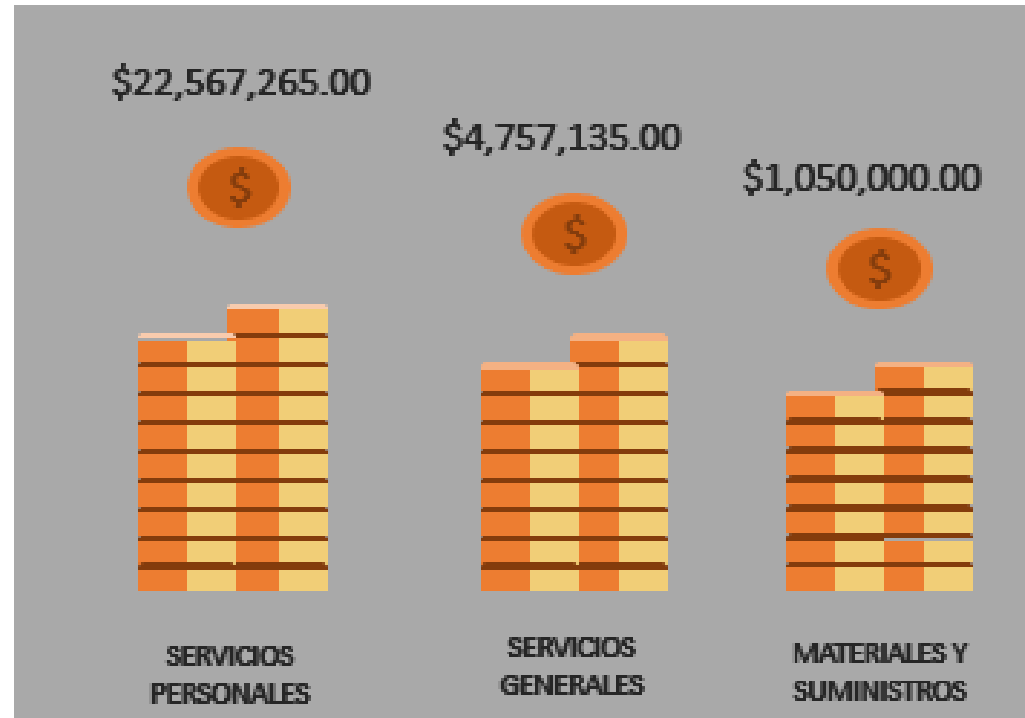 $22,567,265.00
$
SERVICIOS
PERSONALES
$4,757,135.00
$
SERVICIOS
GENERALES
$1,050,000.00
$
MATERIALES Y
SUMINISTROS